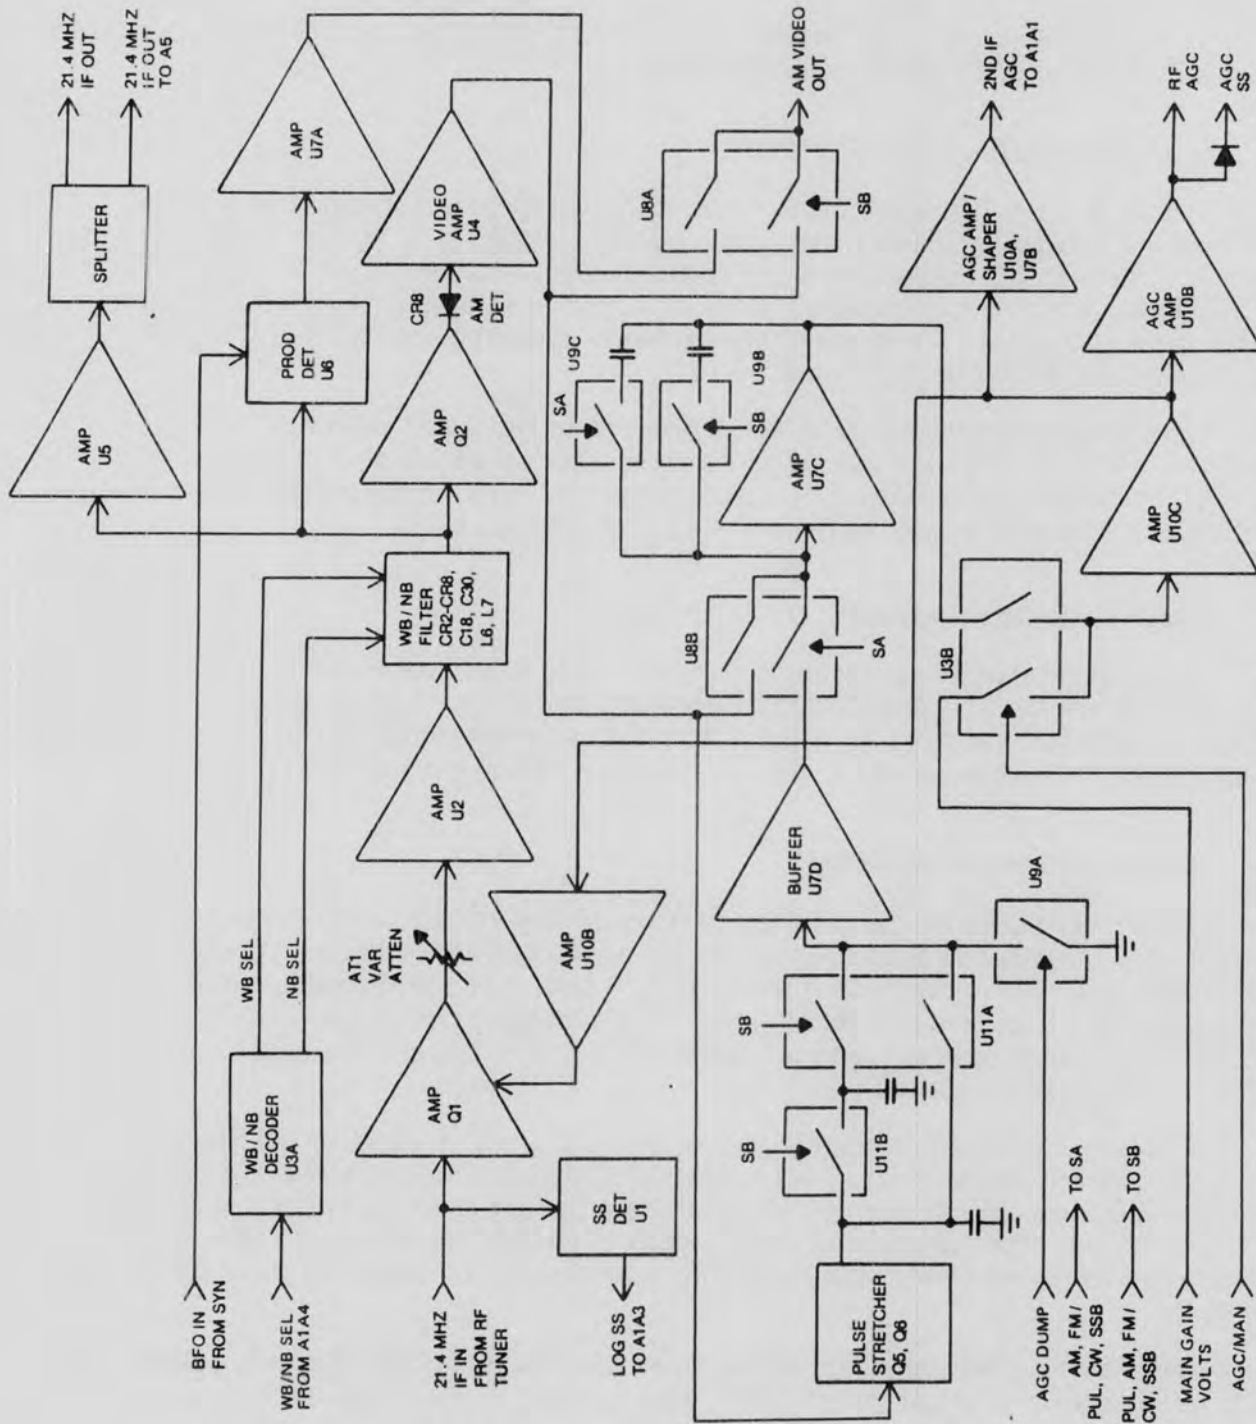 21.4 MHZ
IF OUT
21.4 MHZ
IF OUT
TO A5
SPLITTER
AMP
U5
AMP
U7A
PROD
DET
U6
VIDEO
AMP
U4
CR8
AM
DET
AMP
Q2
WB SEL
NB SEL
WB/NB
DECODER
U3A
WB/NB
FILTER
CR2-CR8,
C18, C30,
L6, L7
BFO IN
FROM SYN
WB/NB SEL
FROM A1A4
AMP
U2
AT1
VAR
ATTEN
AMP
Q1
21.4 MHZ
IF IN
FROM RF
TUNER
SS
DET
U1
LOG SS
TO A1A3
AMP
U10B
U8A
SB
AM VIDEO
OUT
U9C
SA
U9B
SB
AMP
U7C
U8B
SA
BUFFER
U7D
SB
U11A
SB
U11B
U9A
PULSE
STRETCHER
Q5, Q6
AGC AMP/
SHAPER
U10A,
U7B
2ND IF
AGC
TO A1A1
AGC
AMP
U10B
RF
AGC
AGC
SS
U3B
AMP
U10C
AGC DUMP
AM, FM/
PUL, CW, SSB
TO SA
PUL, AM, FM/
CW, SSB
TO SB
MAIN GAIN
VOLTS
AGC/MAN